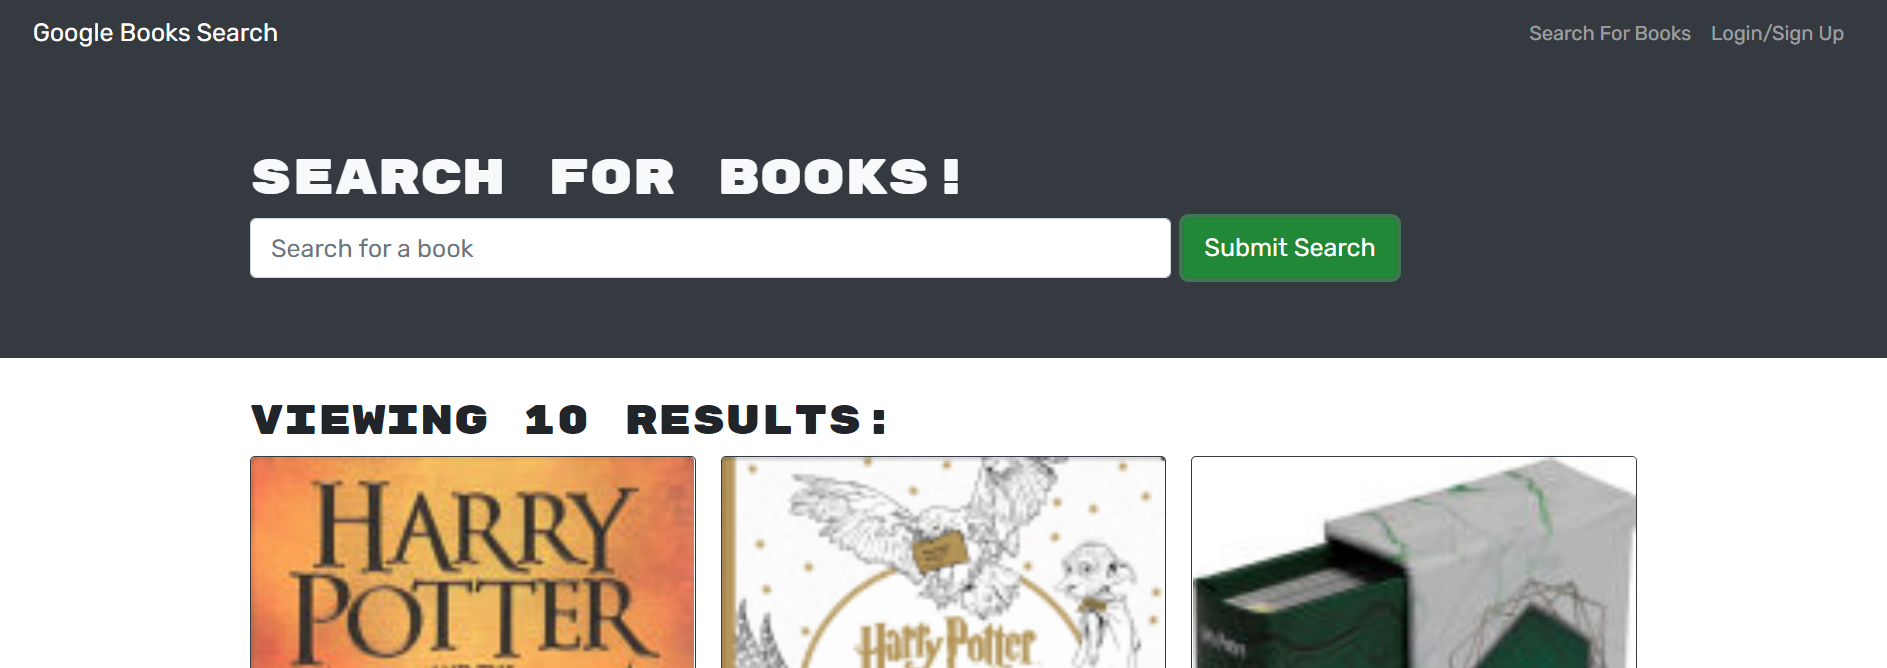 Google Books Search
Search For Books
Login/Sign Up
SEARCH FOR BOOKS!
Search for a book
Submit Search
VIEWING 10 RESULTS:
HARRY
POTTER
Harry Potter